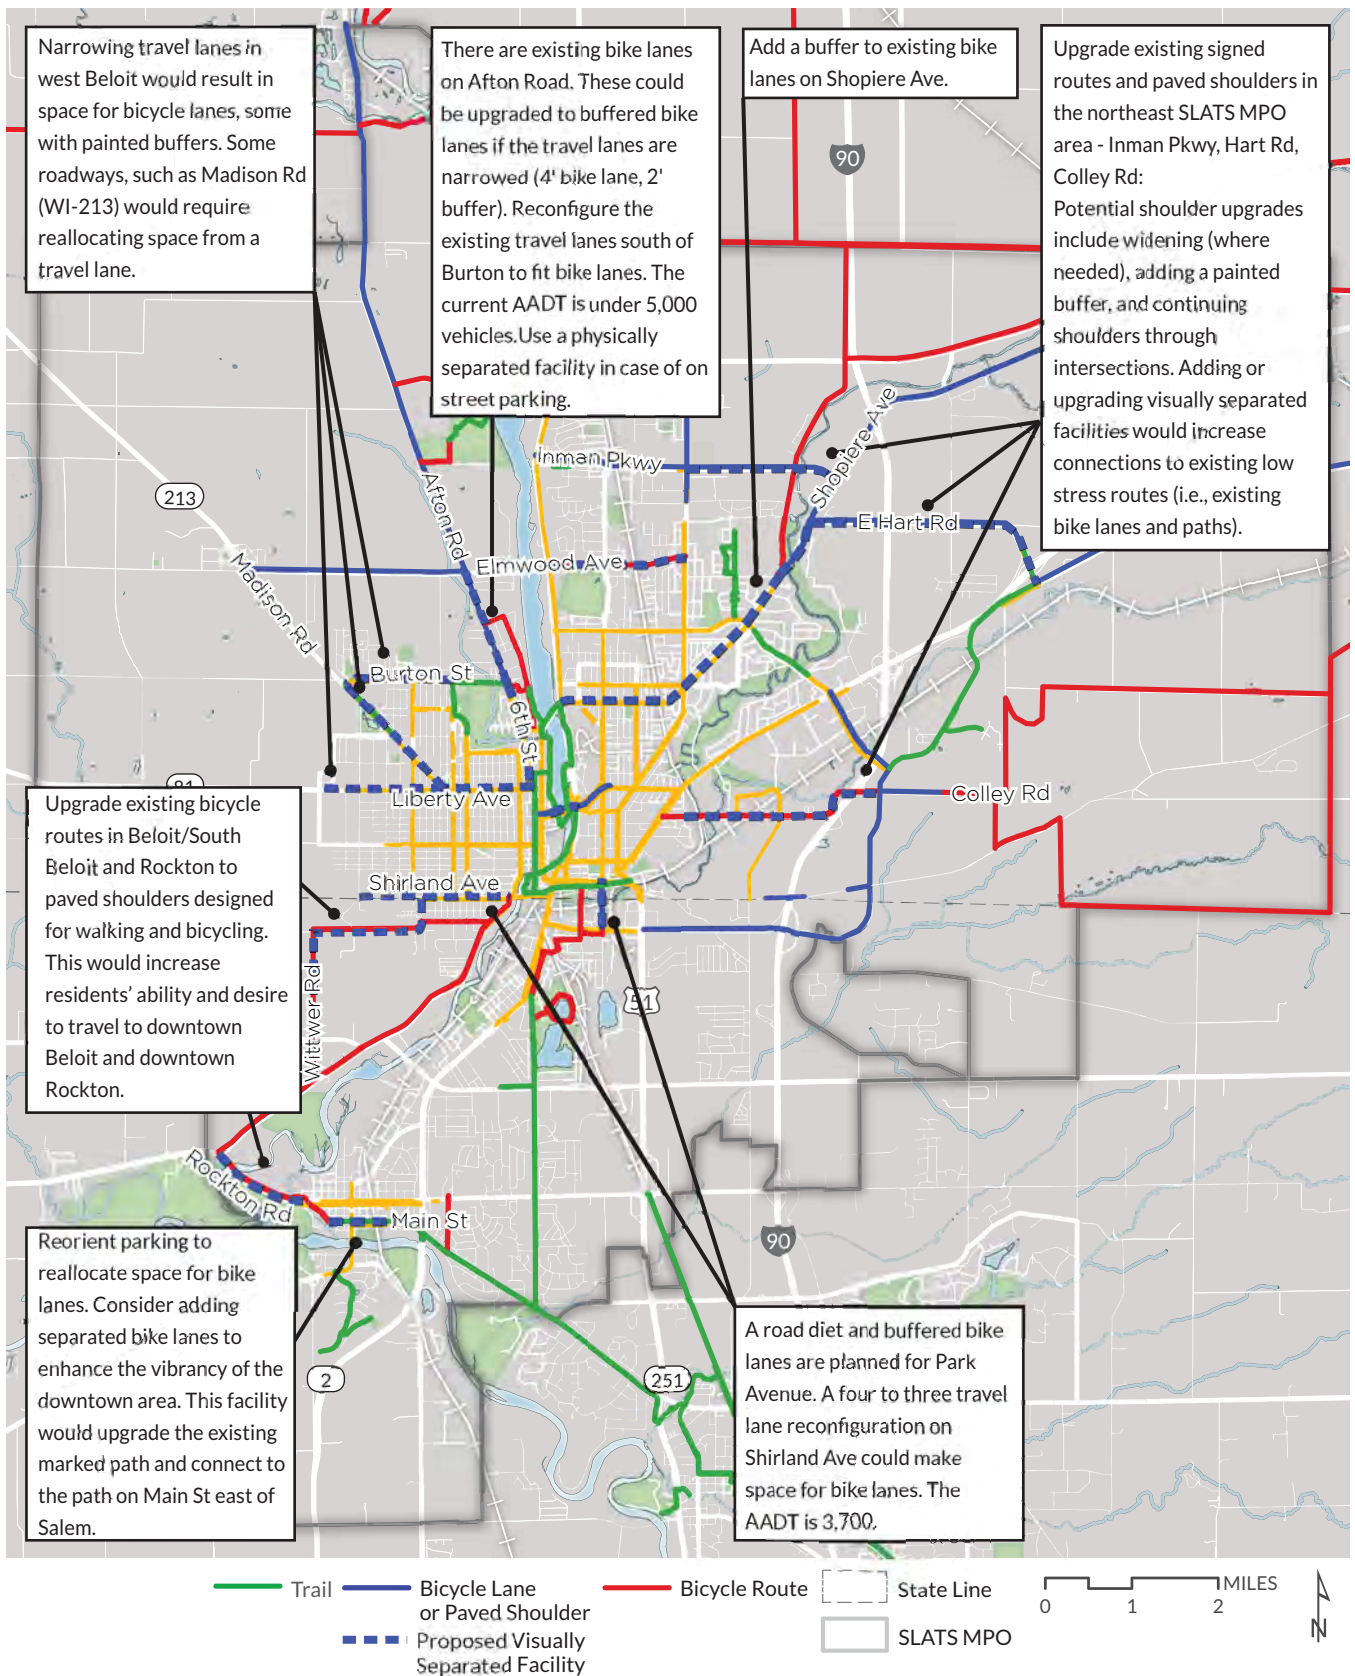 Narrowing travel lanes in
west Beloit would result in
space for bicycle lanes, some
with painted buffers. Some
roadways, such as Madison Rd
(WI-213) would require
reallocating space from a
travel lane.
There are existing bike lanes
on Afton Road. These could
be upgraded to buffered bike
lanes if the travel lanes are
narrowed (4' bike lane, 2'
buffer). Reconfigure the
existing travel lanes south of
Burton to fit bike lanes. The
current AADT is under 5,000
vehicles.Use a physically
separated facility in case of on
street parking.
Add a buffer to existing bike
lanes on Shopiere Ave.
Upgrade existing signed
routes and paved shoulders in
the northeast SLATS MPO
area - Inman Pkwy, Hart Rd,
Colley Rd:
Potential shoulder upgrades
include widening (where
needed), adding a painted
buffer, and continuing
shoulders through
intersections. Adding or
upgrading visually separated
facilities would increase
connections to existing low
stress routes (i.e., existing
bike lanes and paths).
90
Inman Pkwy
Shopiere Ave
213
Afton Rd
E Hart Rd
Elmwood Ave
Madison Rd
Burton St
6th St
81
Liberty Ave
Colley Rd
Upgrade existing bicycle
routes in Beloit/South
Beloit and Rockton to
paved shoulders designed
for walking and bicycling.
This would increase
residents' ability and desire
to travel to downtown
Beloit and downtown
Rockton.
Shirland Ave
Wittwer Rd
51
Rockton Rd
Main St
90
Reorient parking to
reallocate space for bike
lanes. Consider adding
separated bike lanes to
enhance the vibrancy of the
downtown area. This facility
would upgrade the existing
marked path and connect to
the path on Main St east of
Salem.
2
251
A road diet and buffered bike
lanes are planned for Park
Avenue. A four to three travel
lane reconfiguration on
Shirland Ave could make
space for bike lanes. The
AADT is 3,700.
Trail
Bicycle Lane
or Paved Shoulder
Proposed Visually
Separated Facility
Bicycle Route
State Line
SLATS MPO
MILES
0 1 2
N